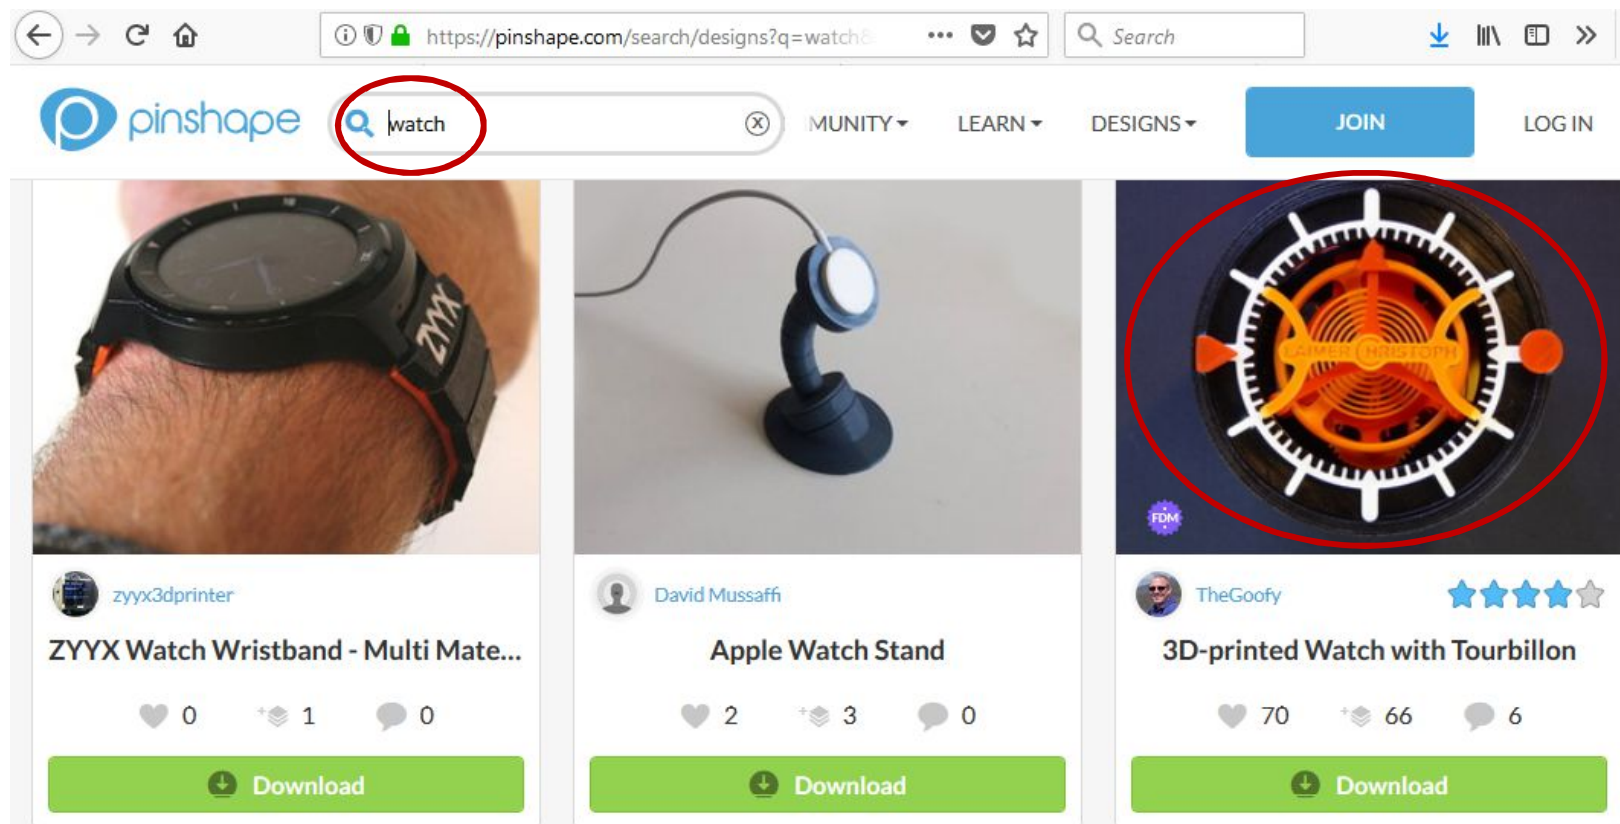 https://pinshape.com/search/designs?q=watch
Search
pinshape
watch
MUNITY
LEARN
DESIGNS
JOIN
LOG IN
ZYYX
LAIMER CHRISTOPH
FDM
zyyx3dprinter
David Mussaffi
TheGoofy
ZYYX Watch Wristband - Multi Mate...
Apple Watch Stand
3D-printed Watch with Tourbillon
0 1 0
2 3 0
70 66 6
Download
Download
Download